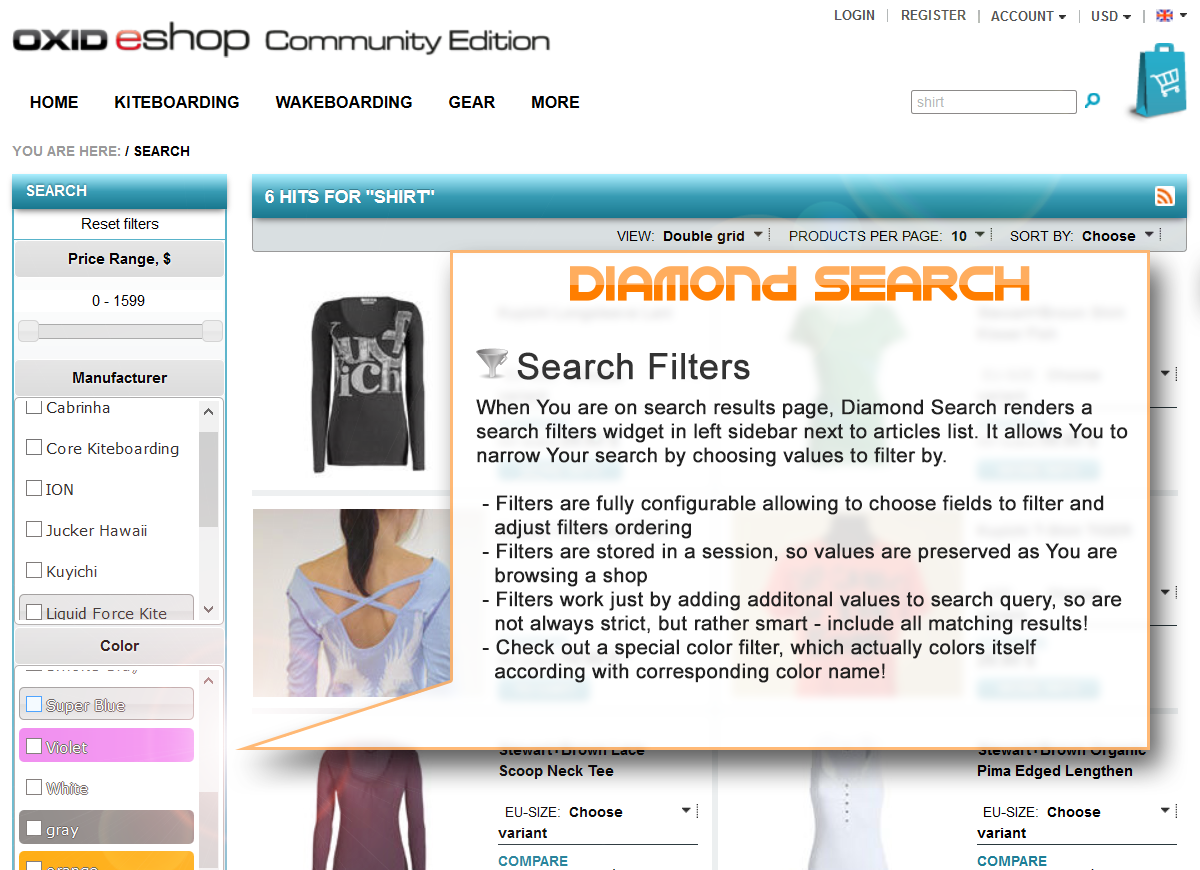 LOGIN REGISTER ACCOUNT USD
OXID eshop Community Edition
HOME KITEBOARDING WAKEBOARDING GEAR MORE
shirt
YOU ARE HERE: / SEARCH
SEARCH
6 HITS FOR "SHIRT"
Reset filters
VIEW: Double grid PRODUCTS PER PAGE: 10 SORT BY: Choose
Price Range, $
0 - 1599
Manufacturer
Cabrinha
Core Kiteboarding
ION
Jucker Hawaii
Kuyichi
Liquid Force Kite
Color
Super Blue
Violet
White
gray
orange
DIAMOND SEARCH
Search Filters
When You are on search results page, Diamond Search renders a
search filters widget in left sidebar next to articles list. It allows You to
narrow Your search by choosing values to filter by.
- Filters are fully configurable allowing to choose fields to filter and
adjust filters ordering
- Filters are stored in a session, so values are preserved as You are
browsing a shop
- Filters work just by adding additonal values to search query, so are
not always strict, but rather smart - include all matching results!
- Check out a special color filter, which actually colors itself
according with corresponding color name!
Stewart+Brown Lace
Scoop Neck Tee
EU-SIZE: Choose
variant
COMPARE
Stewart+Brown Organic
Pima Edged Lengthen
EU-SIZE: Choose
variant
COMPARE